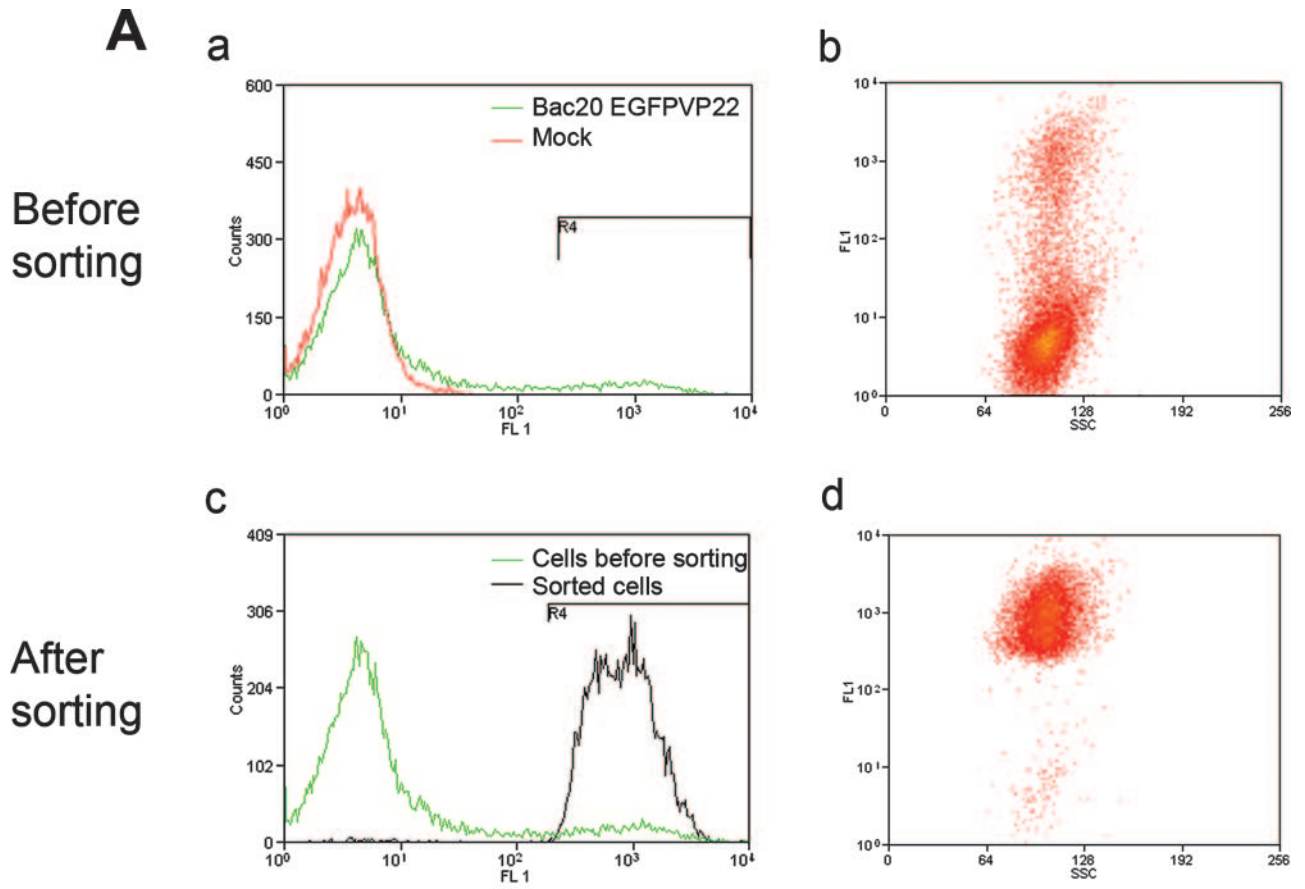 A
a
600
450
300
150
0
Counts
Bac20 EGFPVP22
Mock
R4
10⁰
10¹
10²
10³
10⁴
FL 1
b
10⁴
10³
10²
10¹
10⁰
FL1
0
64
128
192
256
SSC
Before
sorting
c
409
306
204
102
0
Counts
Cells before sorting
Sorted cells
R4
10⁰
10¹
10²
10³
10⁴
FL 1
d
10⁴
10³
10²
10¹
10⁰
FL1
0
64
128
192
256
SSC
After
sorting